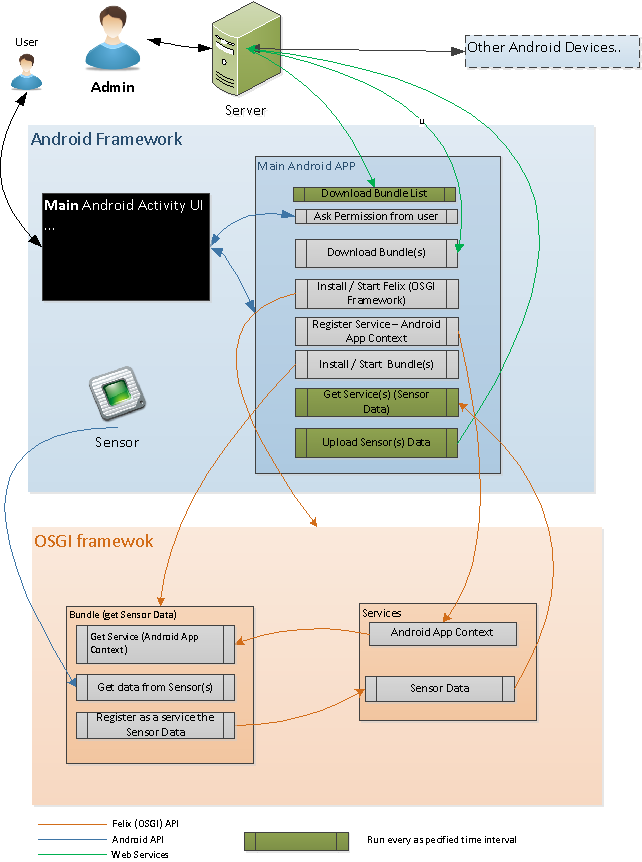 User
Admin
Server
Other Android Devices..
u
Android Framework
Main Android APP
Main Android Activity UI
...
Download Bundle List
Ask Permission from user
Download Bundle(s)
Install / Start Felix (OSGI
Framework)
Register Service – Android
App Context
Install / Start Bundle(s)
Get Service(s) (Sensor
Data)
Upload Sensor(s) Data
Sensor
OSGI framewok
Bundle (get Sensor Data)
Get Service (Android App
Context)
Get data from Sensor(s)
Register as a service the
Sensor Data
Services
Android App Context
Sensor Data
Felix (OSGI) API
Android API
Web Services
Run every a specified time interval